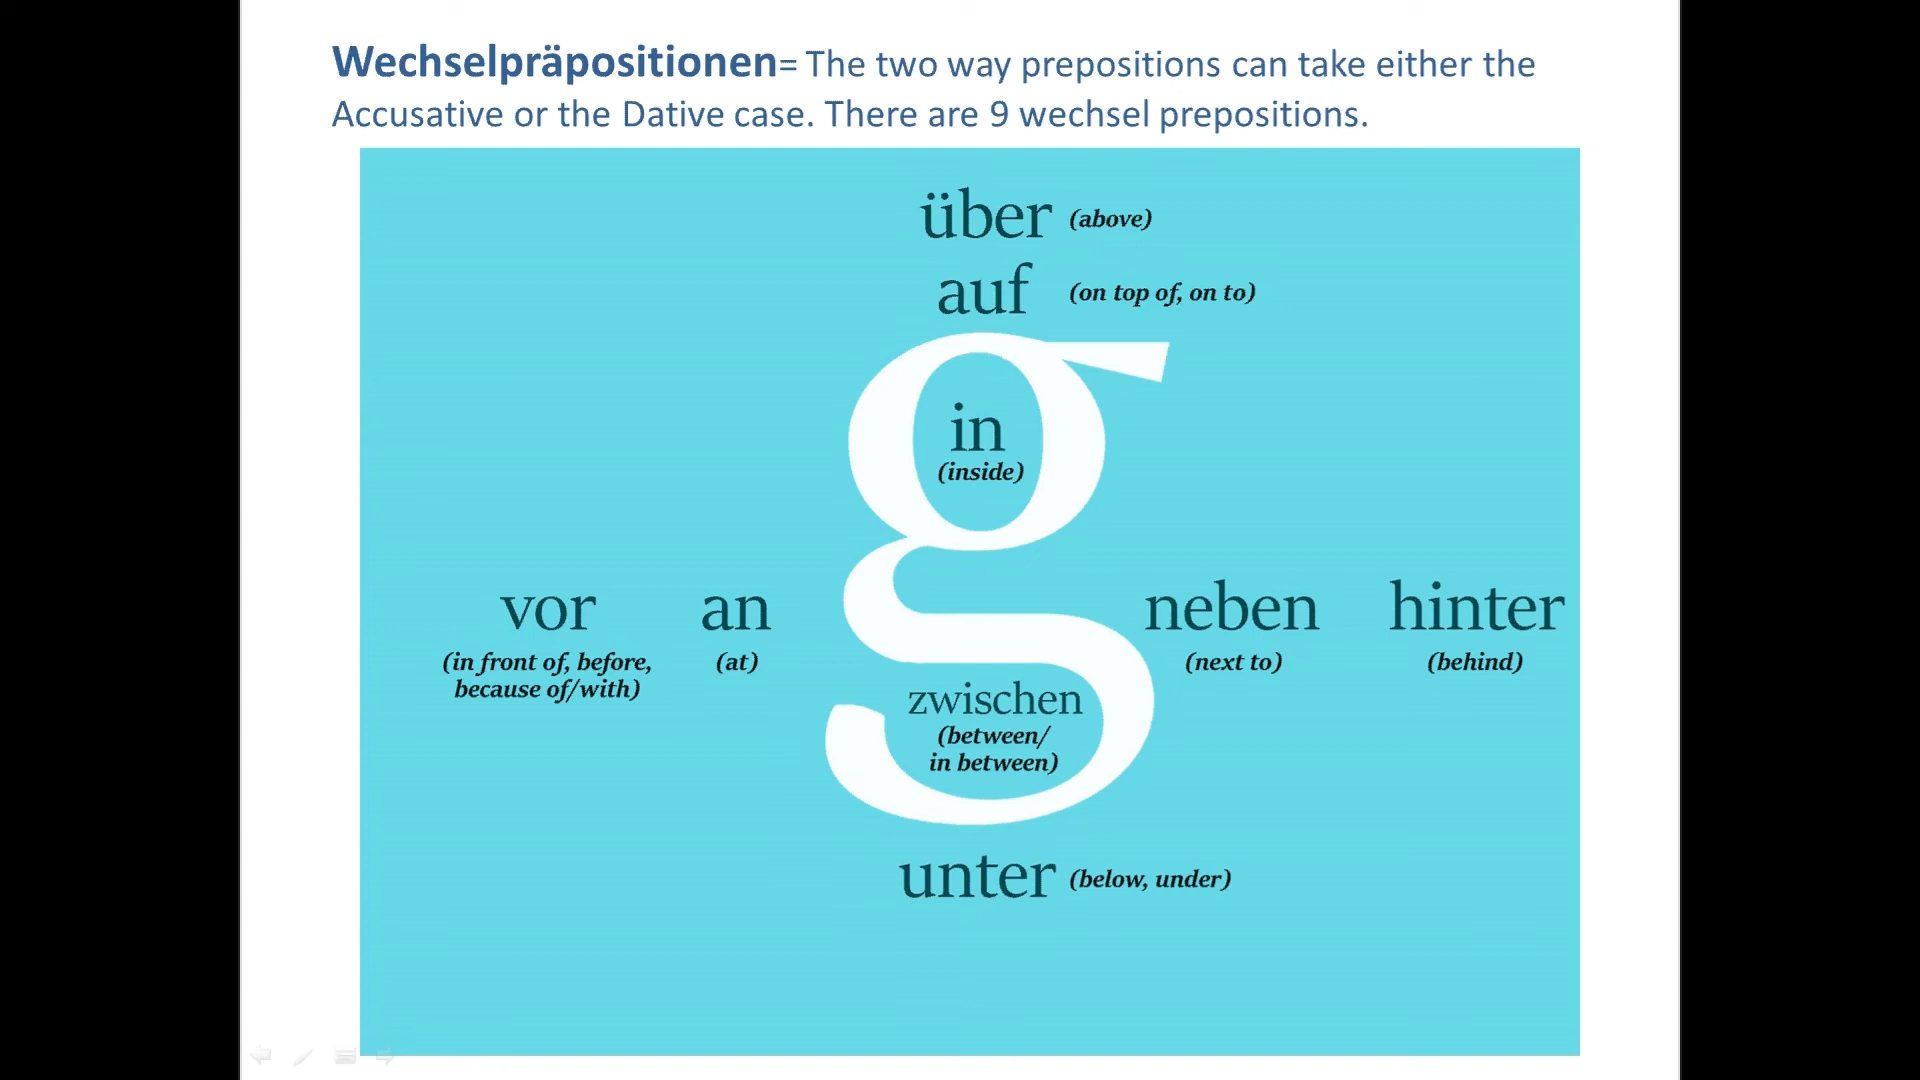 Wechselpräpositionen= The two way prepositions can take either the
Accusative or the Dative case. There are 9 wechsel prepositions.
über (above)
auf (on top of, on to)
g
in
(inside)
vor an neben hinter
(in front of, before, (at) (next to) (behind)
because of/with)
zwischen
(between/
in between)
unter (below, under)